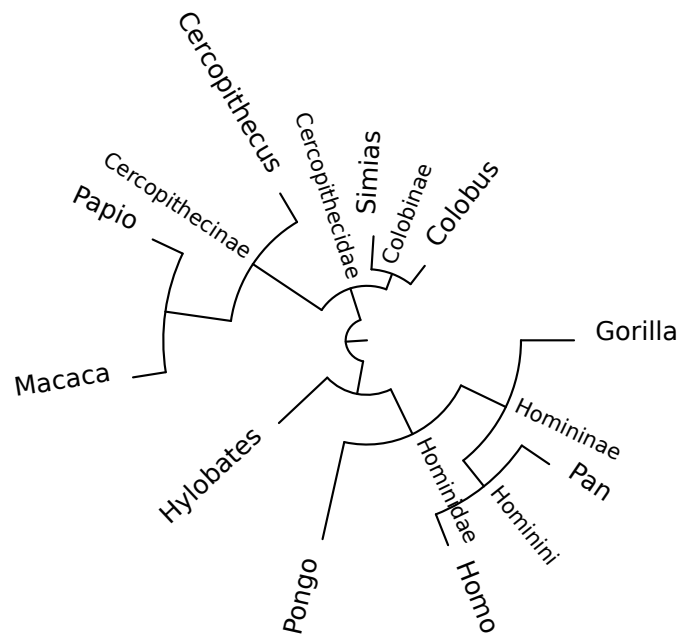 Cercopithecus
Cercopithecidae
Simias
Colobinae
Colobus
Cercopithecinae
Papio
Macaca
Gorilla
Homininae
Pan
Hominini
Hominidae
Homo
Hylobates
Pongo